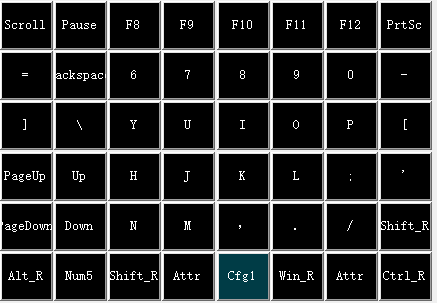 Scroll Pause F8 F9 F10 F11 F12 PrtSc
= ackspac 6 7 8 9 0 -
] \ Y U I O P [
PageUp Up H J K L ; '
PageDown Down N M , . / Shift_R
Alt_R Num5 Shift_R Attr Cfg1 Win_R Attr Ctrl_R